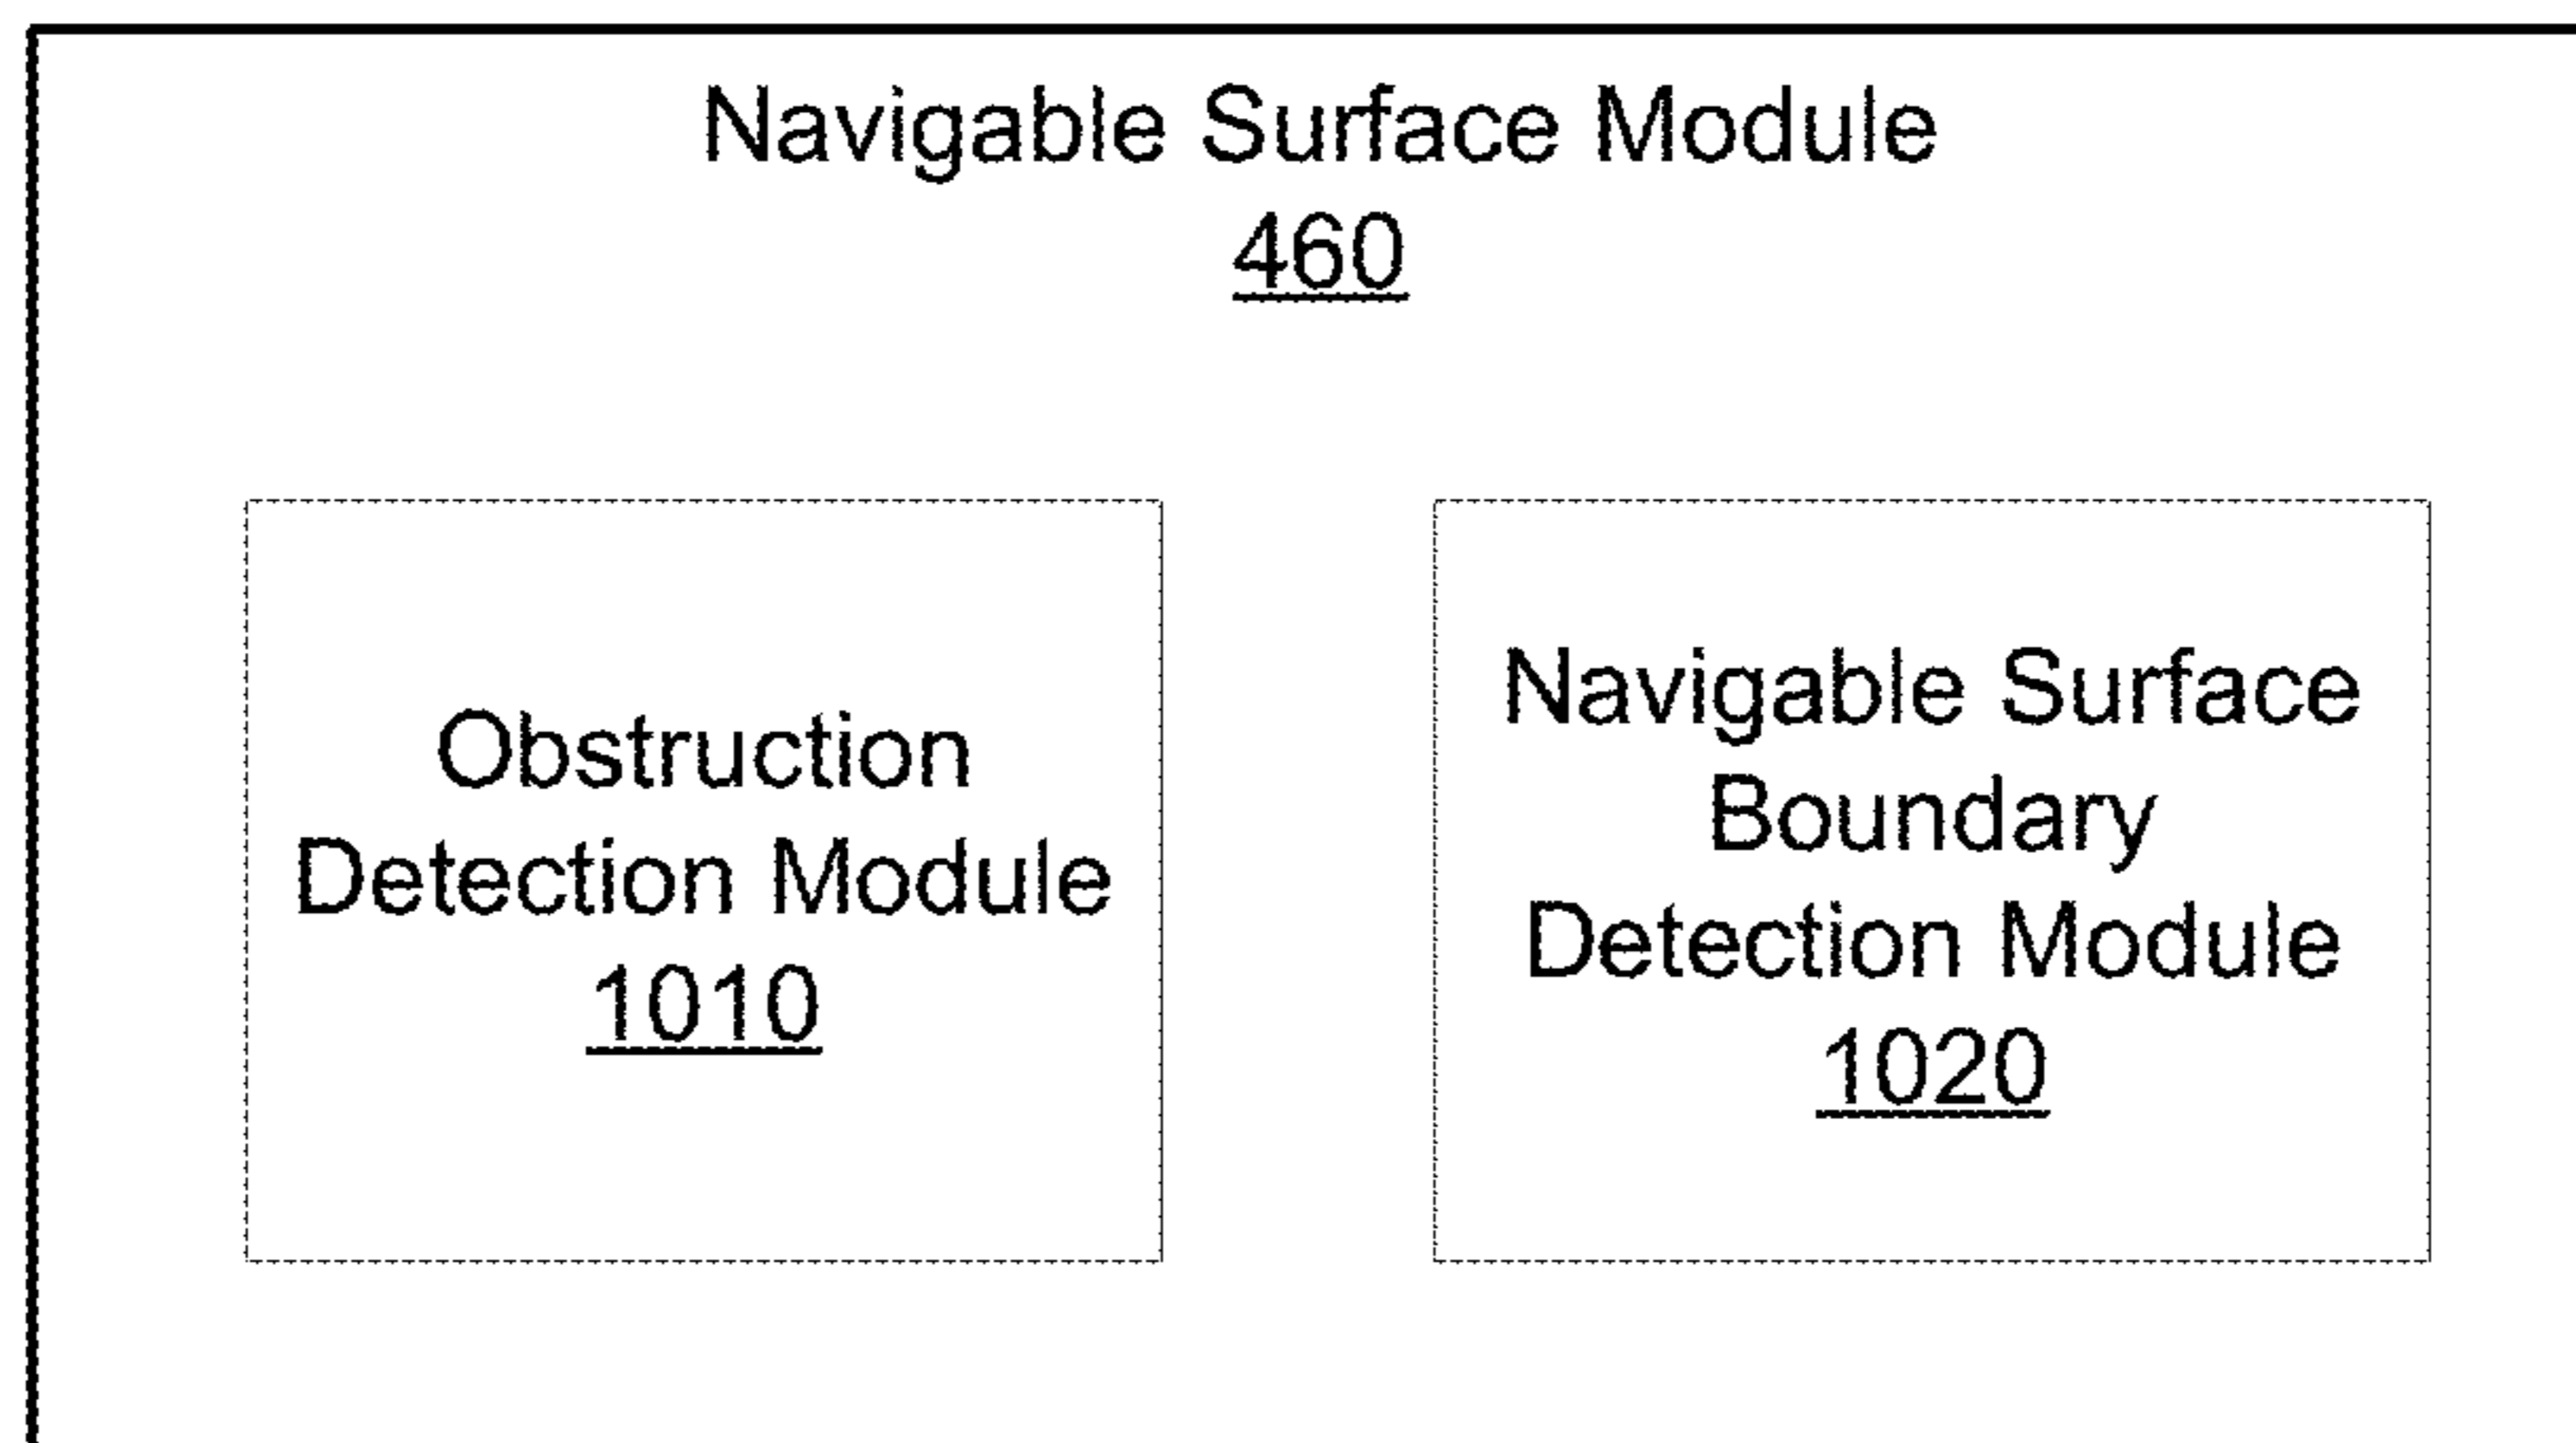 Navigable Surface Module
460
Obstruction
Detection Module
1010
Navigable Surface
Boundary
Detection Module
1020